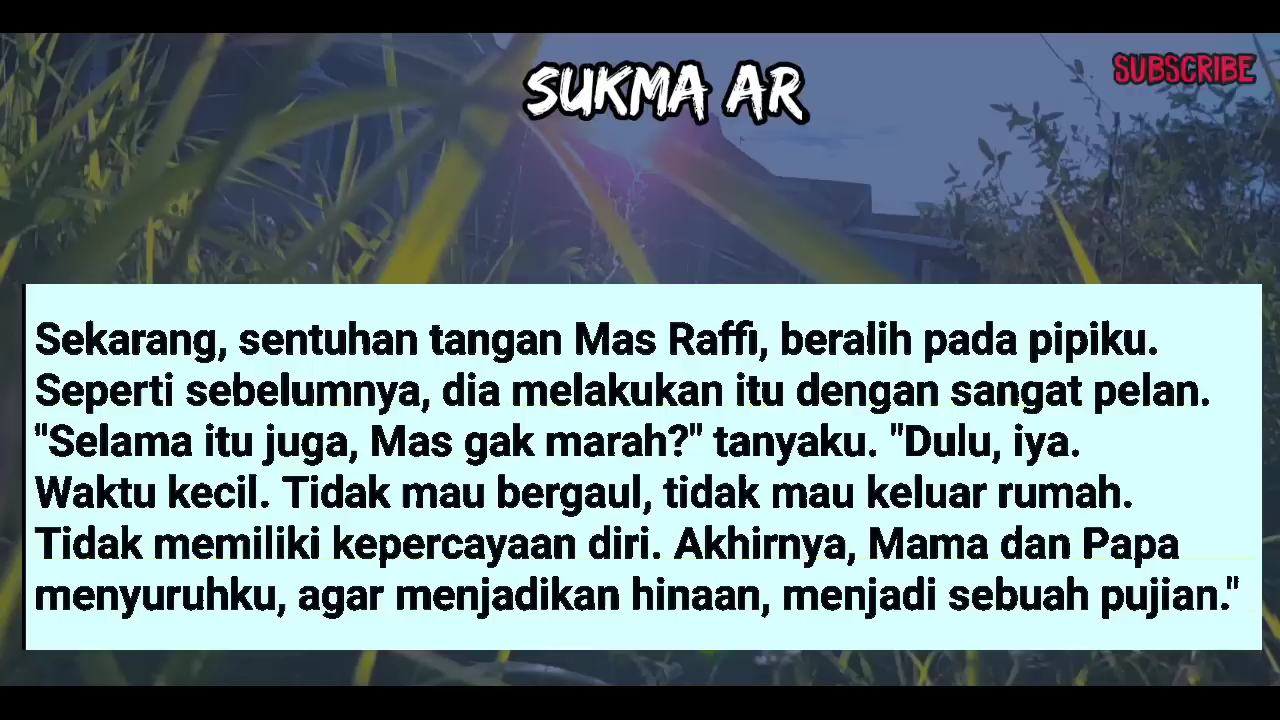 SUKMA AR
SUBSCRIBE
Sekarang, sentuhan tangan Mas Raffi, beralih pada pipiku.
Seperti sebelumnya, dia melakukan itu dengan sangat pelan.
"Selama itu juga, Mas gak marah?" tanyaku. "Dulu, iya.
Waktu kecil. Tidak mau bergaul, tidak mau keluar rumah.
Tidak memiliki kepercayaan diri. Akhirnya, Mama dan Papa
menyuruhku, agar menjadikan hinaan, menjadi sebuah pujian."